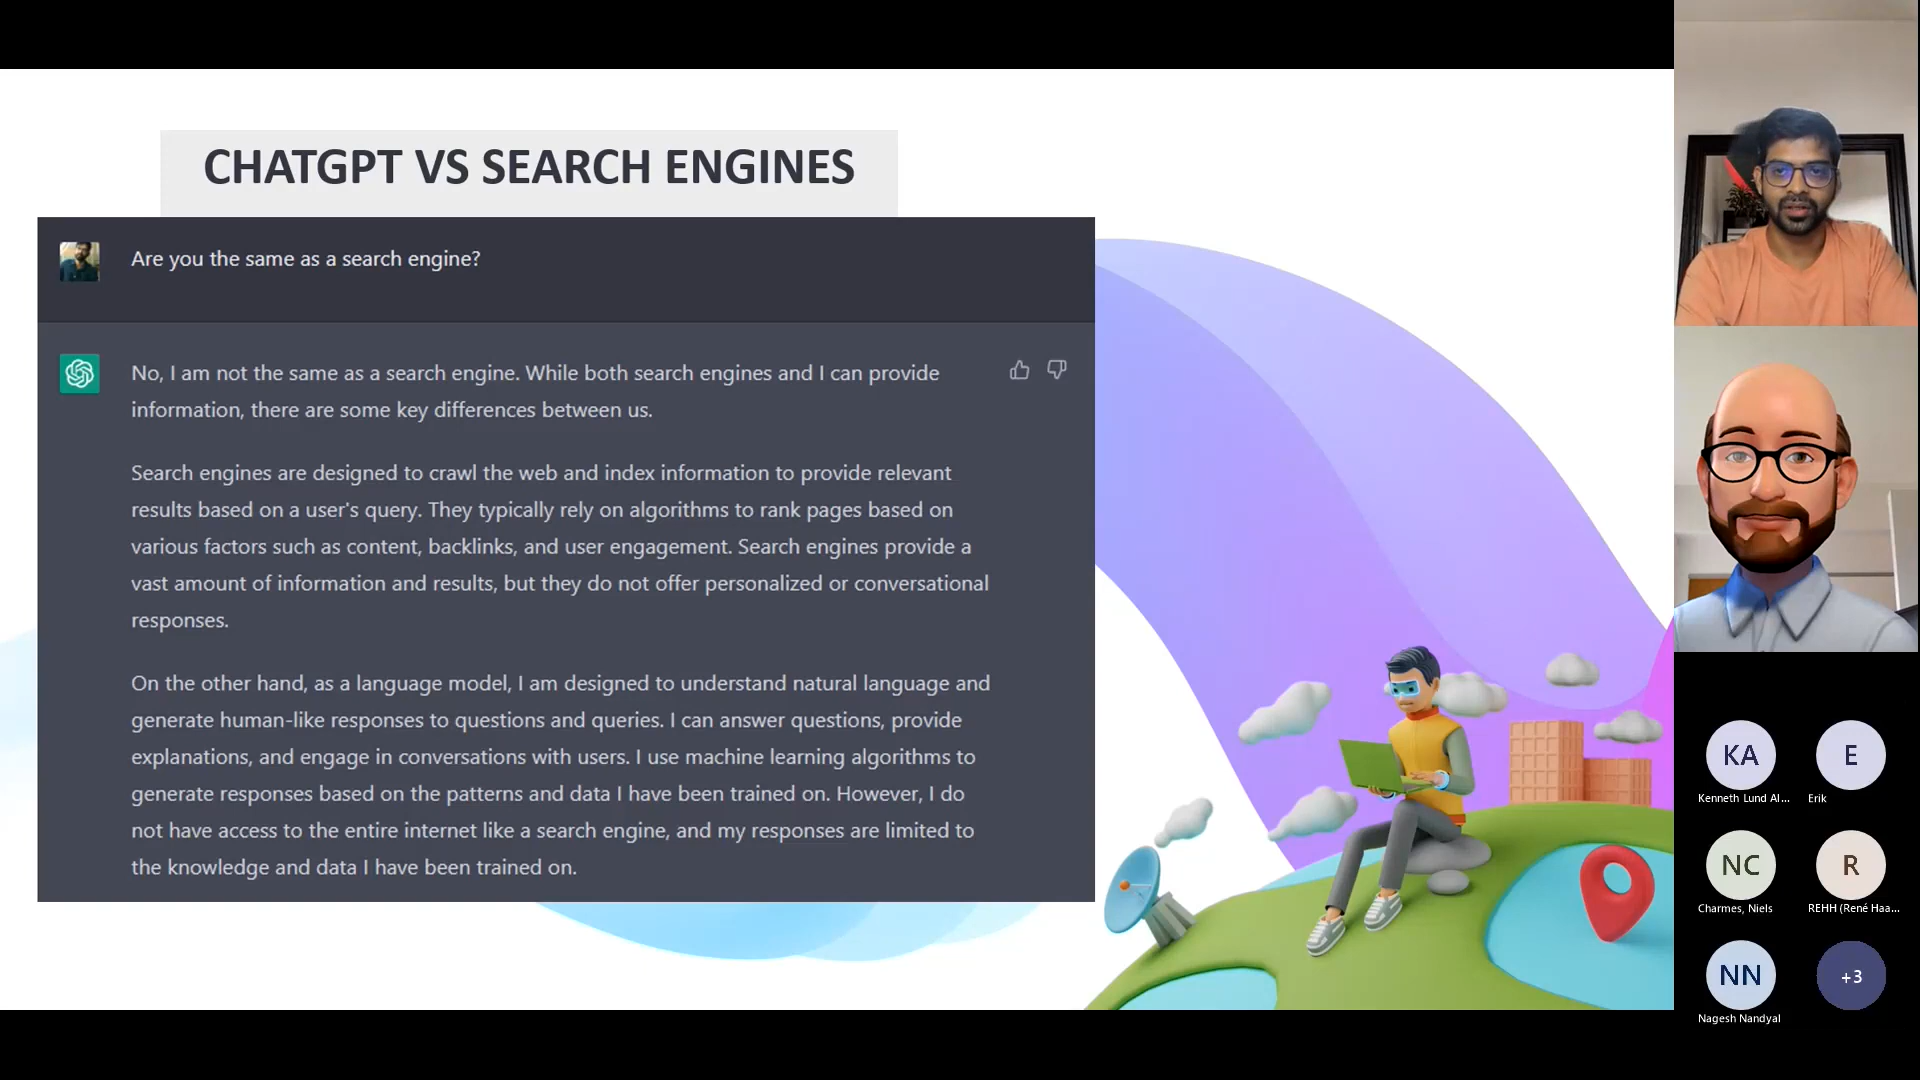 CHATGPT VS SEARCH ENGINES
Are you the same as a search engine?
No, I am not the same as a search engine. While both search engines and I can provide
information, there are some key differences between us.
Search engines are designed to crawl the web and index information to provide relevant
results based on a user's query. They typically rely on algorithms to rank pages based on
various factors such as content, backlinks, and user engagement. Search engines provide a
vast amount of information and results, but they do not offer personalized or conversational
responses.
On the other hand, as a language model, I am designed to understand natural language and
generate human-like responses to questions and queries. I can answer questions, provide
explanations, and engage in conversations with users. I use machine learning algorithms to
generate responses based on the patterns and data I have been trained on. However, I do
not have access to the entire internet like a search engine, and my responses are limited to
the knowledge and data I have been trained on.
KA
E
Kenneth Lund Al...
Erik
NC
R
Charmes, Niels
REHH (René Haa...
NN
+3
Nagesh Nandyal